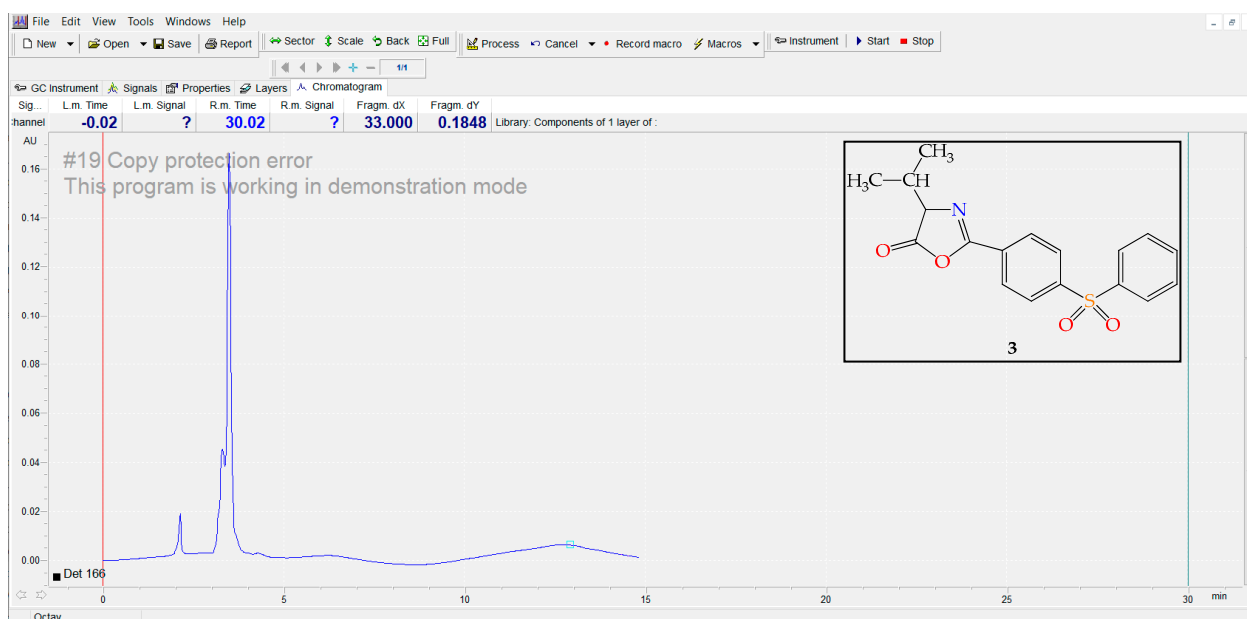 File Edit View Tools Windows Help
New Open Save Report Sector Scale Back Full Process Cancel Record macro Macros Instrument Start Stop
1/1
GC Instrument Signals Properties Layers Chromatogram
Sig... L.m. Time L.m. Signal R.m. Time R.m. Signal Fragm. dX Fragm. dY
hannel -0.02 ? 30.02 ? 33.000 0.1848 Library: Components of 1 layer of :
AU
#19 Copy protection error
This program is working in demonstration mode
0.16
0.14
0.12
0.10
0.08
0.06
0.04
0.02
0.00
CH3
H3C CH
N
O
O
S
O O
3
Det 166
0 5 10 15 20 25 30 min
Octav